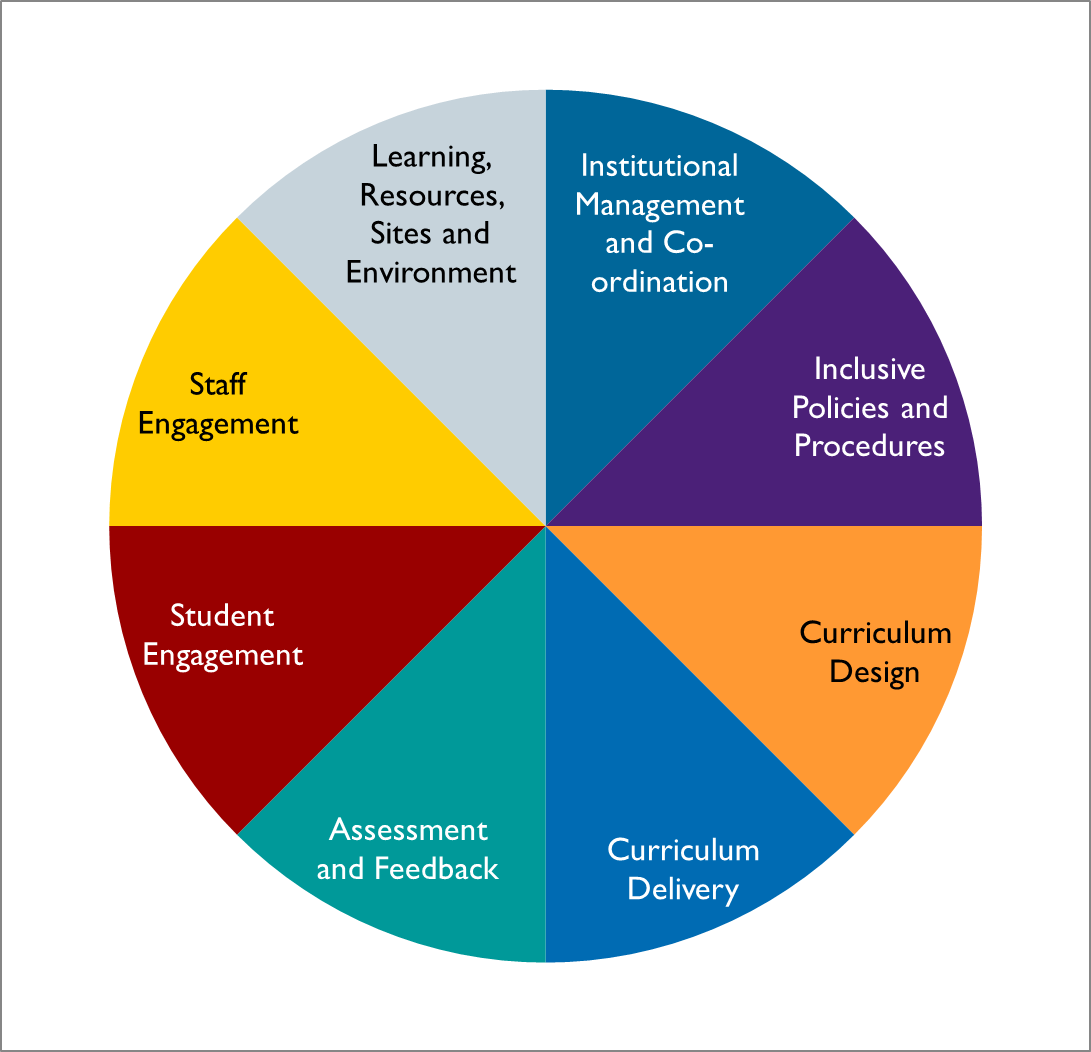 Learning,
Resources,
Sites and
Environment
Institutional
Management
and Co-
ordination
Inclusive
Policies and
Procedures
Staff
Engagement
Student
Engagement
Curriculum
Design
Assessment
and Feedback
Curriculum
Delivery